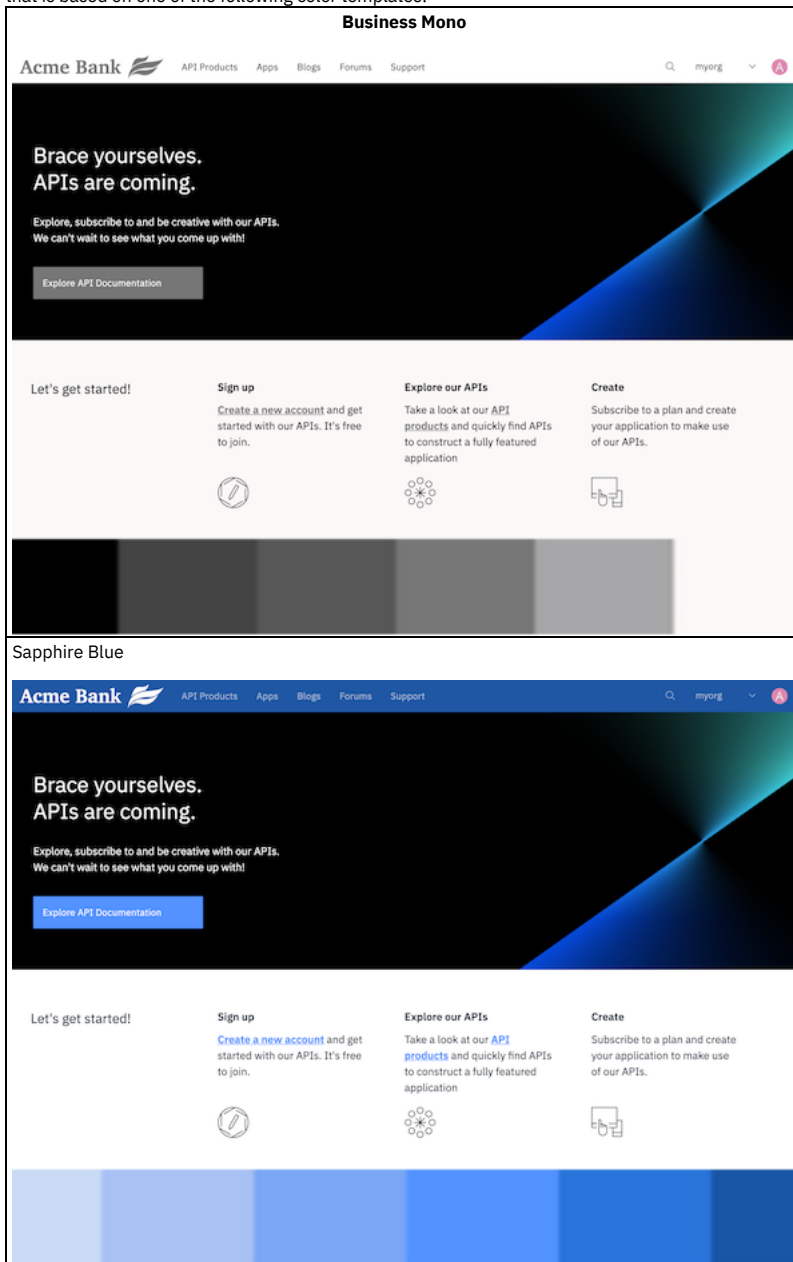 that is based on one of the following color templates.
Business Mono
Acme Bank API Products Apps Blogs Forums Support myorg A
Brace yourselves.
APIs are coming.
Explore, subscribe to and be creative with our APIs.
We can't wait to see what you come up with!
Explore API Documentation
Let's get started!
Sign up
Create a new account and get
started with our APIs. It's free
to join.
Explore our APIs
Take a look at our API
products and quickly find APIs
to construct a fully featured
application
Create
Subscribe to a plan and create
your application to make use
of our APIs.
Sapphire Blue
Acme Bank API Products Apps Blogs Forums Support myorg A
Brace yourselves.
APIs are coming.
Explore, subscribe to and be creative with our APIs.
We can't wait to see what you come up with!
Explore API Documentation
Let's get started!
Sign up
Create a new account and get
started with our APIs. It's free
to join.
Explore our APIs
Take a look at our API
products and quickly find APIs
to construct a fully featured
application
Create
Subscribe to a plan and create
your application to make use
of our APIs.